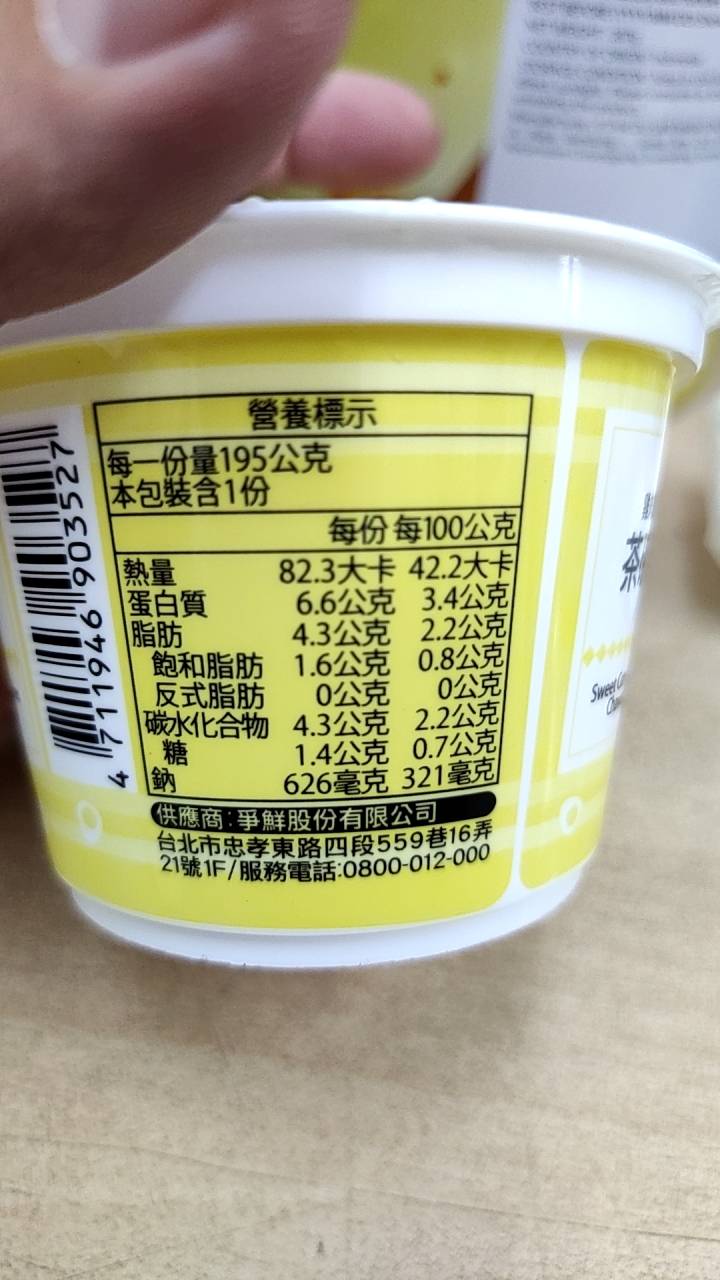 營養標示
每一份量195公克
本包裝含1份
每份 每100公克
熱量 82.3大卡 42.2大卡
蛋白質 6.6公克 3.4公克
脂肪 4.3公克 2.2公克
飽和脂肪 1.6公克 0.8公克
反式脂肪 0公克 0公克
碳水化合物 4.3公克 2.2公克
糖 1.4公克 0.7公克
鈉 626毫克 321毫克
供應商:爭鮮股份有限公司
台北市忠孝東路四段559巷16弄
21號1F/服務電話:0800-012-000
4 711946 903527
茶
Sweet